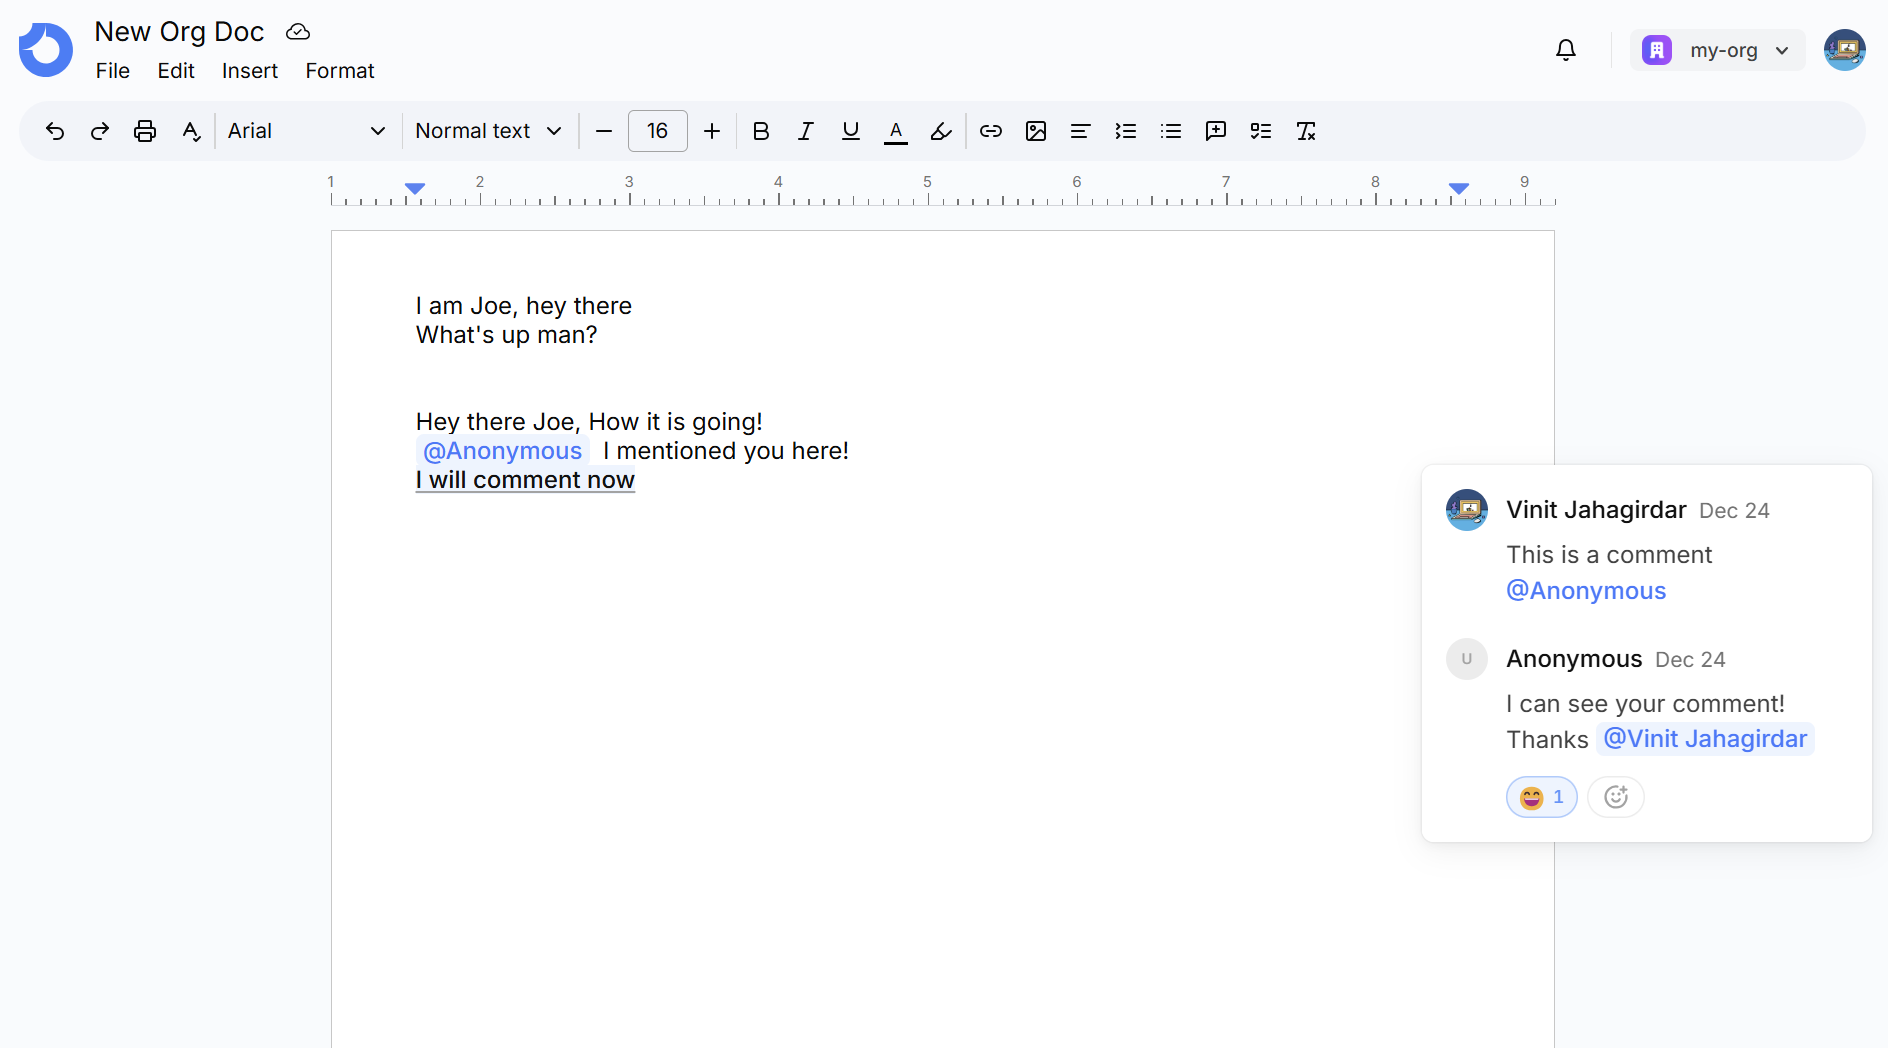 New Org Doc
File Edit Insert Format
my-org
Arial Normal text 16 B I U A
1 2 3 4 5 6 7 8 9
I am Joe, hey there
What's up man?
Hey there Joe, How it is going!
@Anonymous I mentioned you here!
I will comment now
Vinit Jahagirdar Dec 24
This is a comment
@Anonymous
U Anonymous Dec 24
I can see your comment!
Thanks @Vinit Jahagirdar
1